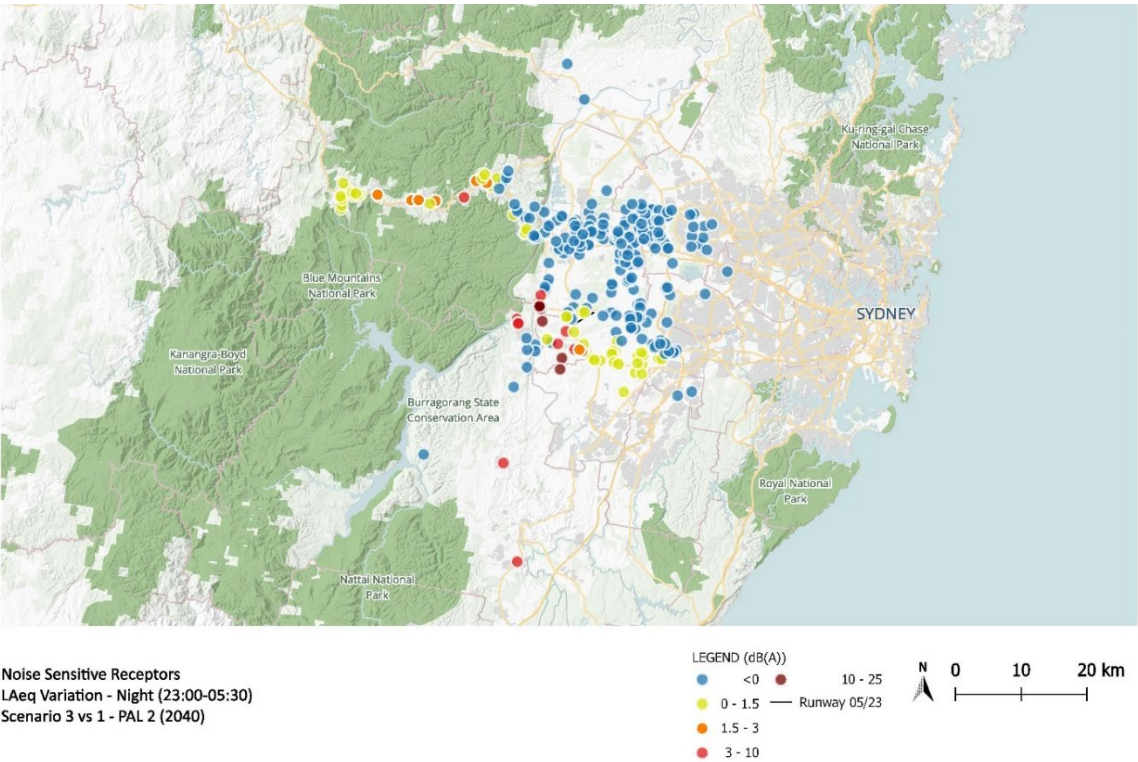 Ku-ring-gai Chase
National Park
Blue Mountains
National Park
SYDNEY
Kanangra-Boyd
National Park
Burragorang State
Conservation Area
Royal National
Park
Nattai National
Park
Noise Sensitive Receptors
LAeq Variation - Night (23:00-05:30)
Scenario 3 vs 1 - PAL 2 (2040)
LEGEND (dB(A))
<0
10 - 25
0 - 1.5
Runway 05/23
1.5 - 3
3 - 10
N
0 10 20 km